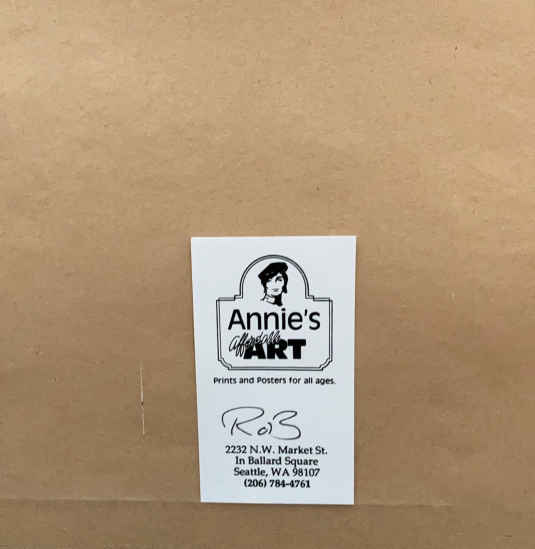 Annie's
Affordable
ART
Prints and Posters for all ages.
Rob
2232 N.W. Market St.
In Ballard Square
Seattle, WA 98107
(206) 784-4761